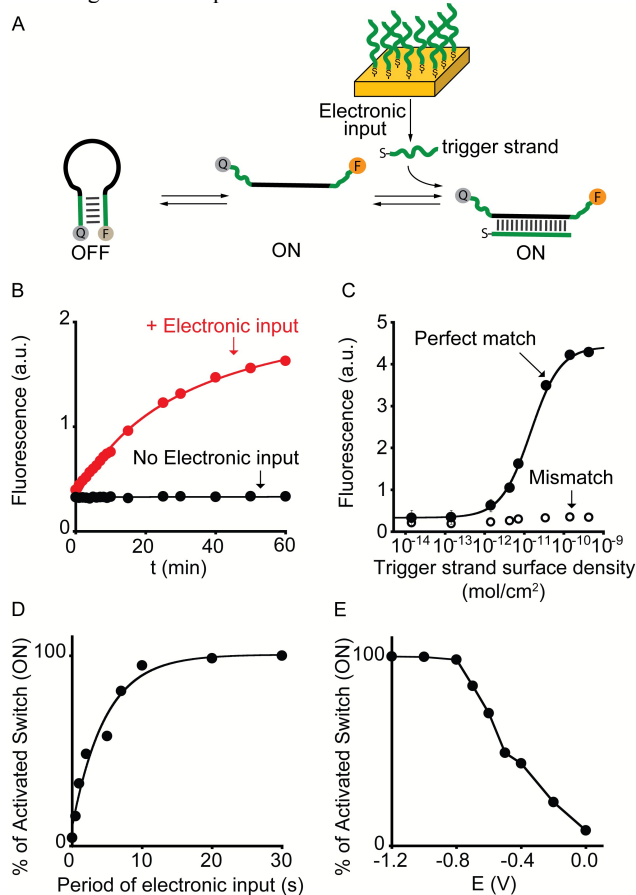 A
Electronic
input
S
trigger strand
Q
F
Q
F
Q
F
S
OFF
ON
ON
B
C
2
1
0
Fluorescence (a.u.)
+ Electronic input
No Electronic input
0
20
40
60
t (min)
5
4
3
2
1
0
Fluorescence (a.u.)
Perfect match
Mismatch
10⁻¹⁴
10⁻¹³
10⁻¹²
10⁻¹¹
10⁻¹⁰
10⁻⁹
Trigger strand surface density
(mol/cm²)
D
E
100
0
% of Activated Switch (ON)
0
10
20
30
Period of electronic input (s)
100
0
% of Activated Switch (ON)
-1.2
-0.8
-0.4
0.0
E (V)